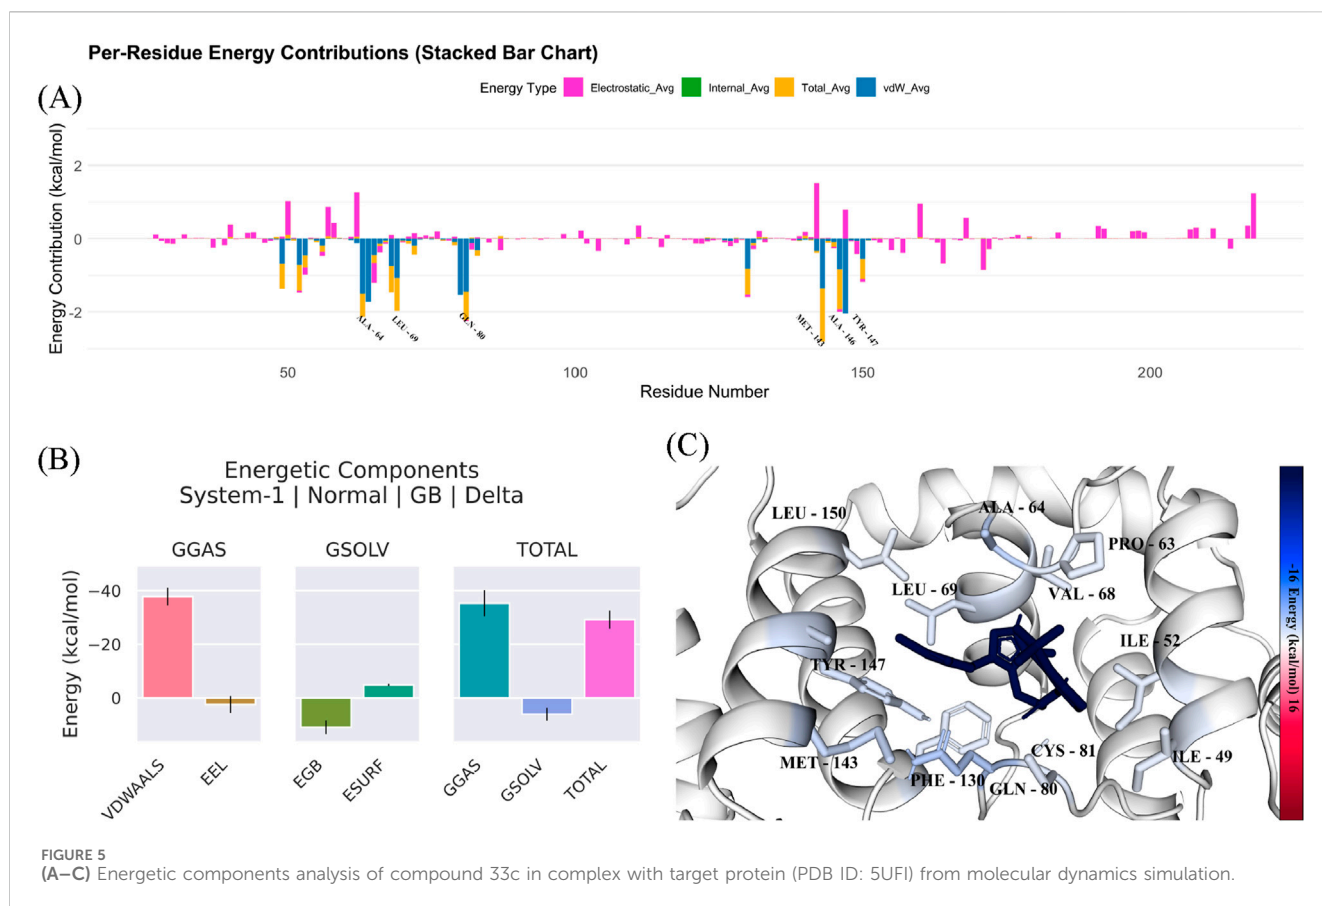 Per-Residue Energy Contributions (Stacked Bar Chart)
(A)
Energy Type Electrostatic_Avg Internal_Avg Total_Avg vdW_Avg
Energy Contribution (kcal/mol)
2
0
-2
ALA - 64
LEU - 69
GLN - 80
MET - 143
ALA - 146
TYR - 147
50 100 150 200
Residue Number
(B)
Energetic Components
System-1 | Normal | GB | Delta
GGAS GSOLV TOTAL
Energy (kcal/mol)
−40
−20
0
VDWAALS EEL EGB ESURF GGAS GSOLV TOTAL
(C)
LEU - 150
ALA - 64
PRO - 63
LEU - 69
VAL - 68
ILE - 52
TYR - 147
MET - 143
PHE - 130
GLN - 80
CYS - 81
ILE - 49
-16 Energy (kcal/mol) 16
FIGURE 5
(A–C) Energetic components analysis of compound 33c in complex with target protein (PDB ID: 5UFI) from molecular dynamics simulation.